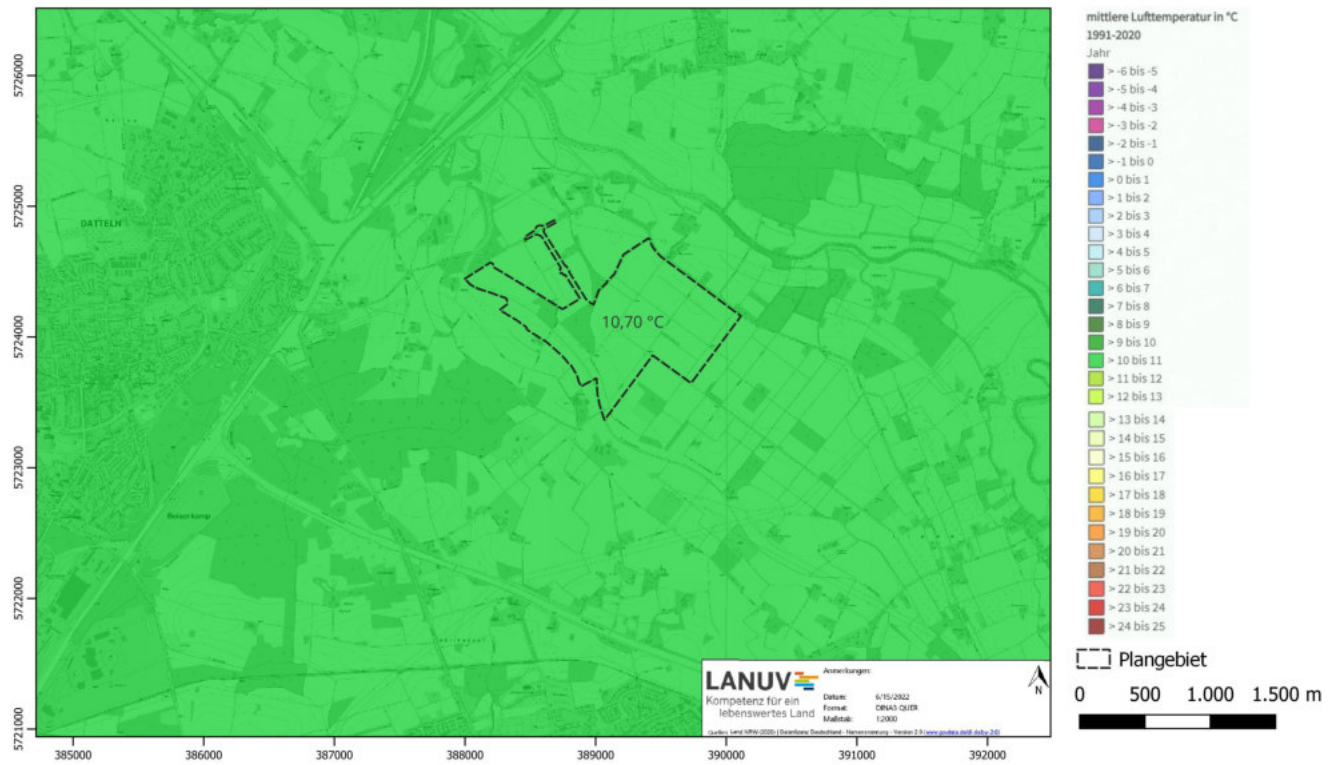 mittlere Lufttemperatur in °C
1991-2020
Jahr
> -6 bis -5
> -5 bis -4
> -4 bis -3
> -3 bis -2
> -2 bis -1
> -1 bis 0
> 0 bis 1
> 1 bis 2
> 2 bis 3
> 3 bis 4
> 4 bis 5
> 5 bis 6
> 6 bis 7
> 7 bis 8
> 8 bis 9
> 9 bis 10
> 10 bis 11
> 11 bis 12
> 12 bis 13
> 13 bis 14
> 14 bis 15
> 15 bis 16
> 16 bis 17
> 17 bis 18
> 18 bis 19
> 19 bis 20
> 20 bis 21
> 21 bis 22
> 22 bis 23
> 23 bis 24
> 24 bis 25
Plangebiet
0 500 1.000 1.500 m
5726000
5725000
5724000
5723000
5722000
5721000
DATTELN
10,70 °C
Beisenkamp
LANUV
Kompetenz für ein
lebenswertes Land
Anmerkungen:
Datum: 6/15/2022
Format: DINA3 QUER
Maßstab: 1:2000
N
385000 386000 387000 388000 389000 390000 391000 392000